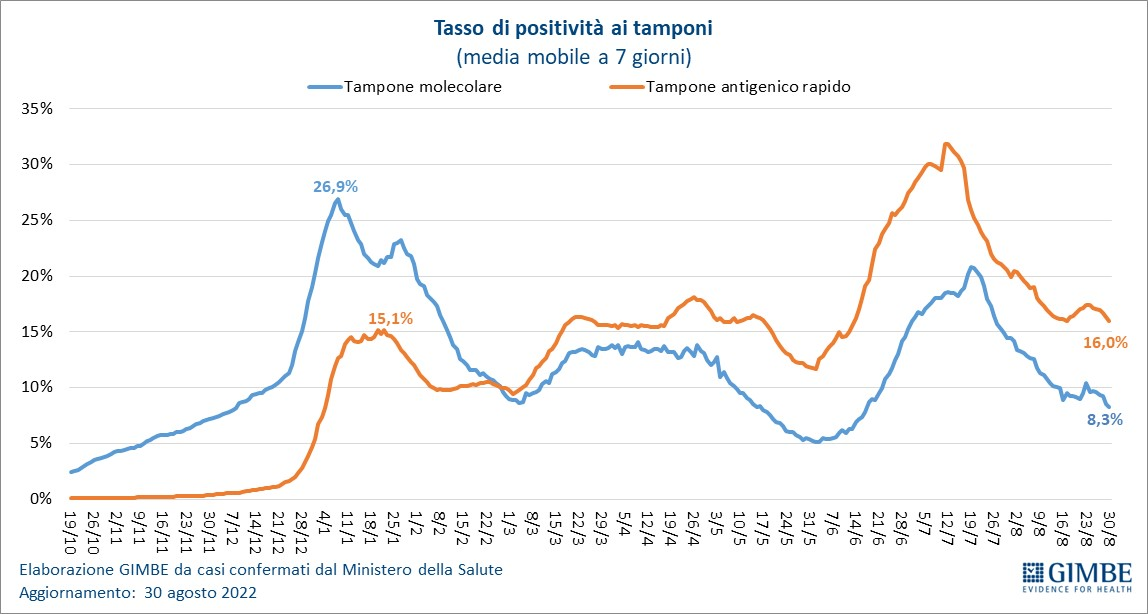 Tasso di positività ai tamponi
(media mobile a 7 giorni)
Tampone molecolare Tampone antigenico rapido
35%
30%
25%
20%
15%
10%
5%
0%
26,9%
15,1%
16,0%
8,3%
19/10 26/10 2/11 9/11 16/11 23/11 30/11 7/12 14/12 21/12 28/12 4/1 11/1 18/1 25/1 1/2 8/2 15/2 22/2 1/3 8/3 15/3 22/3 29/3 5/4 12/4 19/4 26/4 3/5 10/5 17/5 24/5 31/5 7/6 14/6 21/6 28/6 5/7 12/7 19/7 26/7 2/8 9/8 16/8 23/8 30/8
Elaborazione GIMBE da casi confermati dal Ministero della Salute
Aggiornamento: 30 agosto 2022
GIMBE
EVIDENCE FOR HEALTH